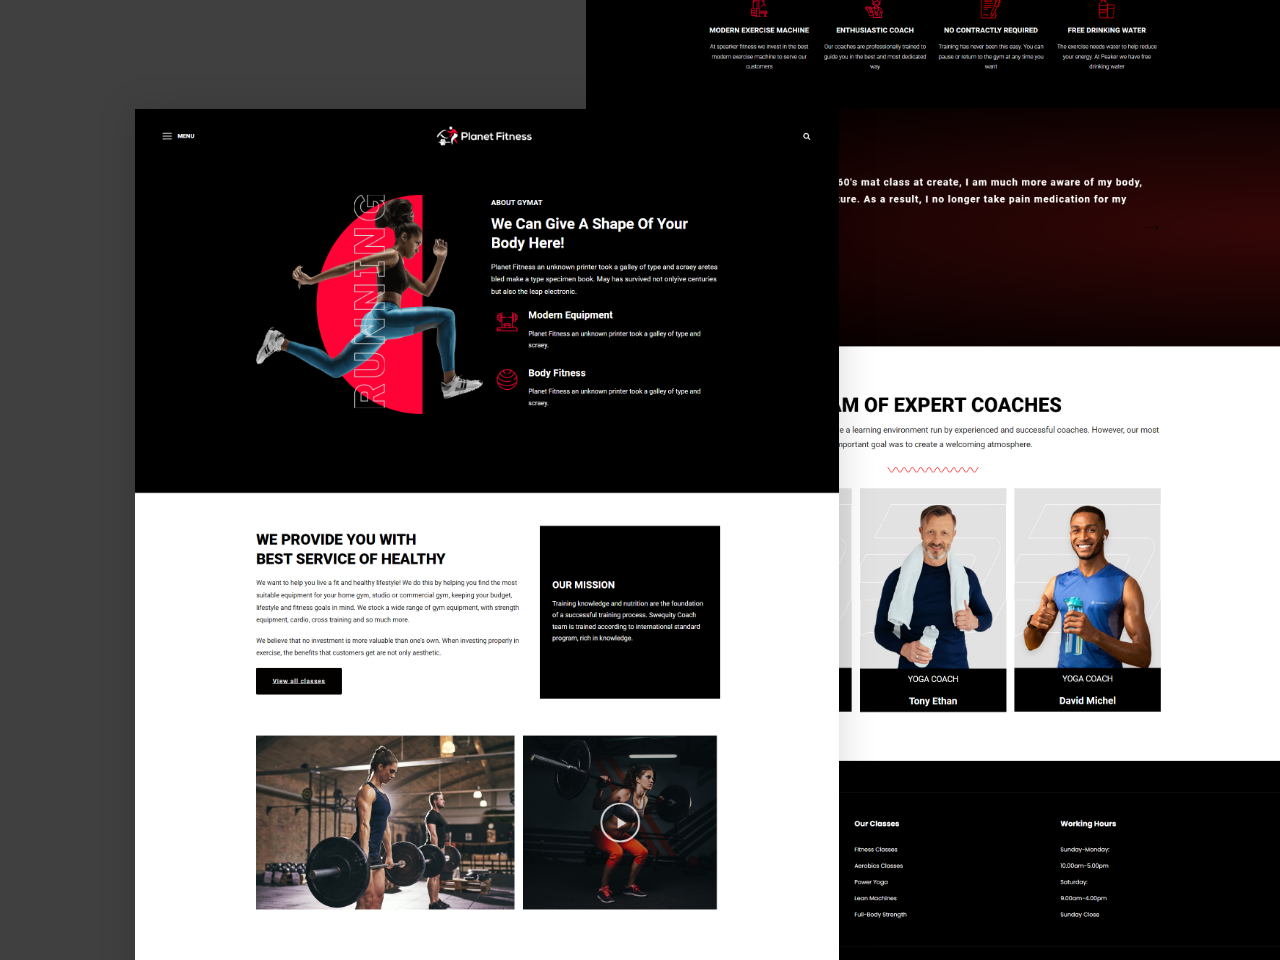 MODERN EXERCISE MACHINE
At spearker fitness we invest in the best
modern exercise machine to serve our
customers
ENTHUSIASTIC COACH
Our coaches are professionally trained to
guide you in the best and most dedicated
way
NO CONTRACTLY REQUIRED
Training has never been this easy. You can
pause or return to the gym at any time you
want
FREE DRINKING WATER
The exercise needs water to help reduce
your energy. At Peaker we have free
drinking water
MENU
Planet Fitness
RUNNING
ABOUT GYMAT
We Can Give A Shape Of Your
Body Here!
Planet Fitness an unknown printer took a galley of type and scraey aretea
bled make a type specimen book. May has survived not onlyive centuries
but also the leap electronic.
Modern Equipment
Planet Fitness an unknown printer took a galley of type and
scraey.
Body Fitness
Planet Fitness an unknown printer took a galley of type and
scraey.
60's mat class at create, I am much more aware of my body,
ture. As a result, I no longer take pain medication for my
WE PROVIDE YOU WITH
BEST SERVICE OF HEALTHY
We want to help you live a fit and healthy lifestyle! We do this by helping you find the most
suitable equipment for your home gym, studio or commercial gym, keeping your budget,
lifestyle and fitness goals in mind. We stock a wide range of gym equipment, with strength
equipment, cardio, cross training and so much more.
We believe that no investment is more valuable than one's own. When investing properly in
exercise, the benefits that customers get are not only aesthetic.
View all classes
OUR MISSION
Training knowledge and nutrition are the foundation
of a successful training process. Swequity Coach
team is trained according to international standard
program, rich in knowledge.
AM OF EXPERT COACHES
e a learning environment run by experienced and successful coaches. However, our most
mportant goal was to create a welcoming atmosphere.
YOGA COACH
Tony Ethan
YOGA COACH
David Michel
Our Classes
Fitness Classes
Aerobics Classes
Power Yoga
Lean Machines
Full-Body Strength
Working Hours
Sunday-Monday:
10.00am-5.00pm
Saturday:
9.00am-4.00pm
Sunday Close